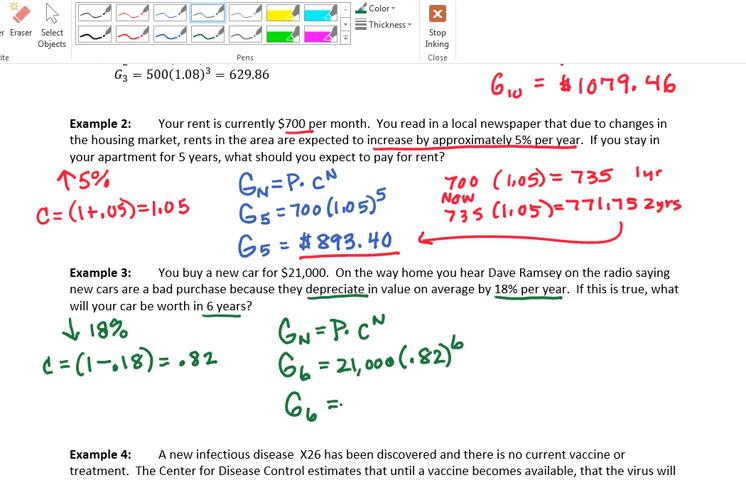 er Eraser Select Objects
ite
Color
Thickness
Stop Inking
Pens
Close
G₃ = 500(1.08)³ = 629.86
G₁₀ = $1079.46
Example 2: Your rent is currently $700 per month. You read in a local newspaper that due to changes in
the housing market, rents in the area are expected to increase by approximately 5% per year. If you stay in
your apartment for 5 years, what should you expect to pay for rent?
↑5%
C = (1+.05)=1.05
G_N = P. C^N
G₅ = 700(1.05)⁵
G₅ = $893.40
700 (1.05) = 735 1yr
NOW
735 (1.05)=771.75 2yrs
Example 3: You buy a new car for $21,000. On the way home you hear Dave Ramsey on the radio saying
new cars are a bad purchase because they depreciate in value on average by 18% per year. If this is true, what
will your car be worth in 6 years?
↓ 18%
C = (1-.18) = .82
G_N = P. C^N
G₆ = 21,000(.82)⁶
G₆ =
Example 4: A new infectious disease X26 has been discovered and there is no current vaccine or
treatment. The Center for Disease Control estimates that until a vaccine becomes available, that the virus will